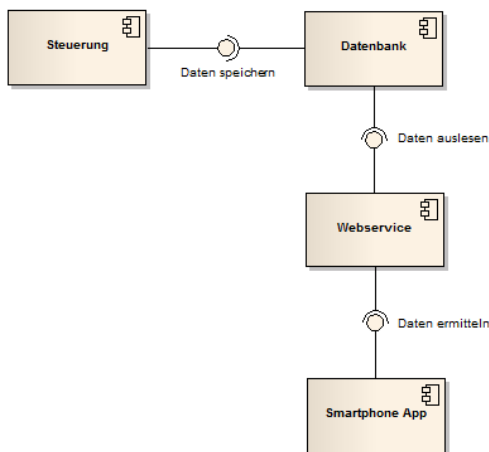 Steuerung
Datenbank
Daten speichern
Daten auslesen
Webservice
Daten ermitteln
Smartphone App